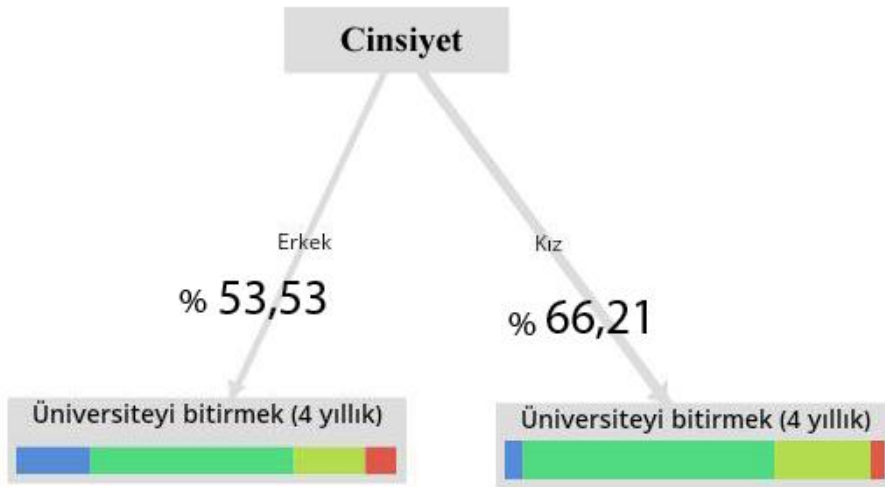 Cinsiyet
Erkek
Kız
% 53,53
% 66,21
Üniversiteyi bitirmek (4 yıllık)
Üniversiteyi bitirmek (4 yıllık)